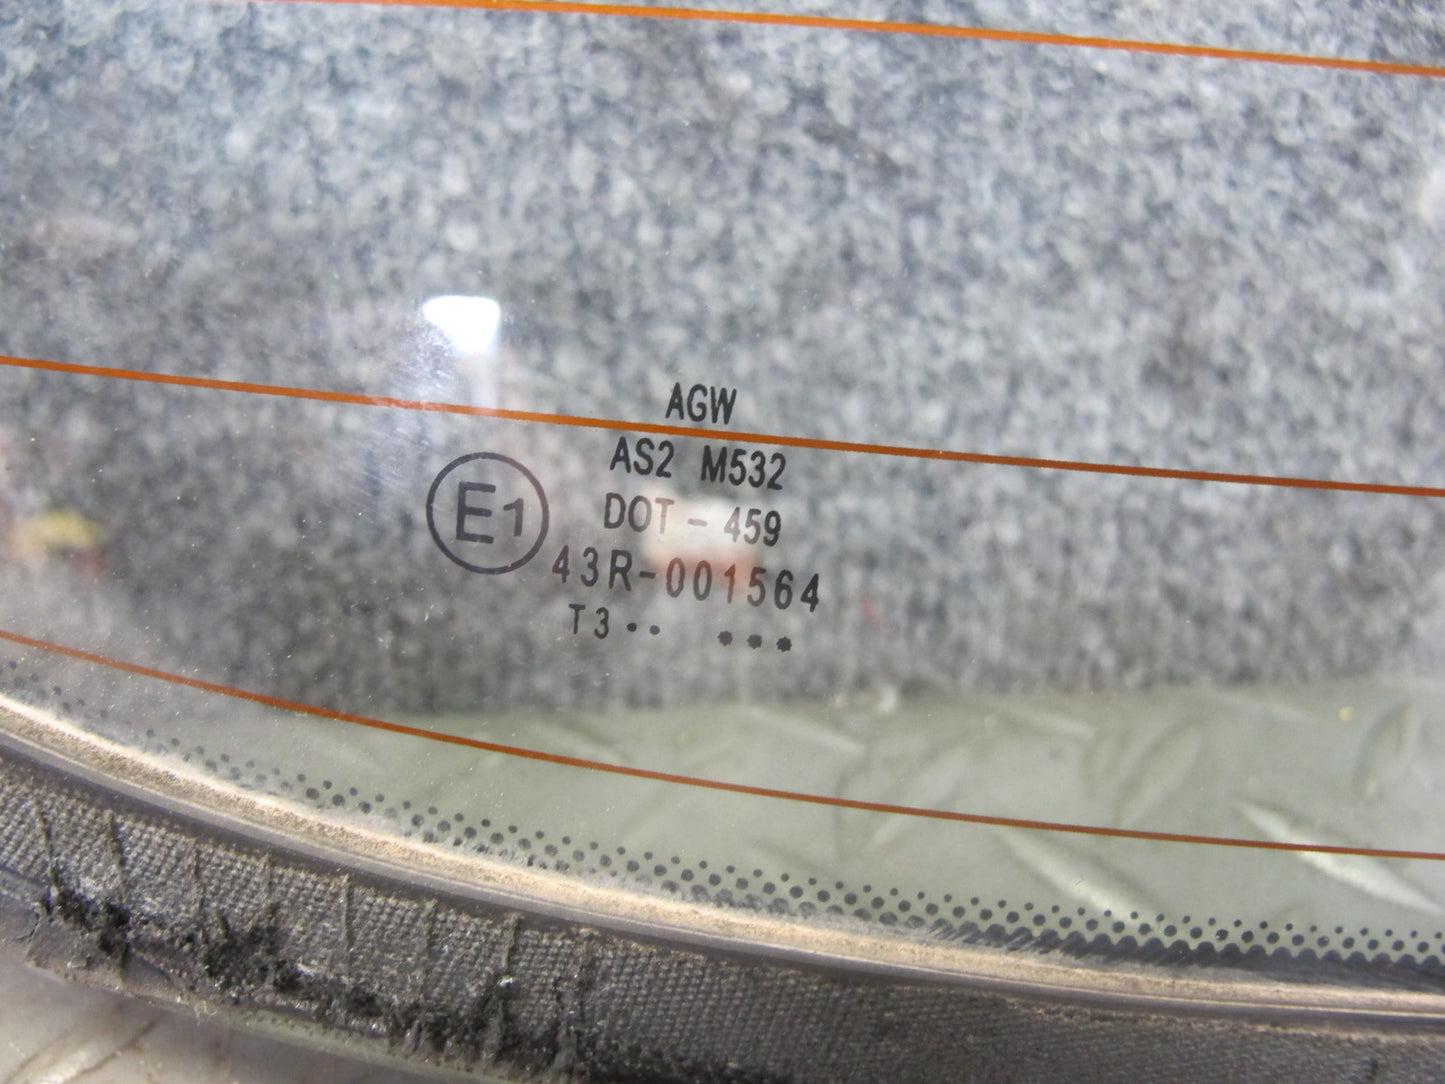 AGW
AS2 M532
E1
DOT - 459
43R-001564
T3.. ...